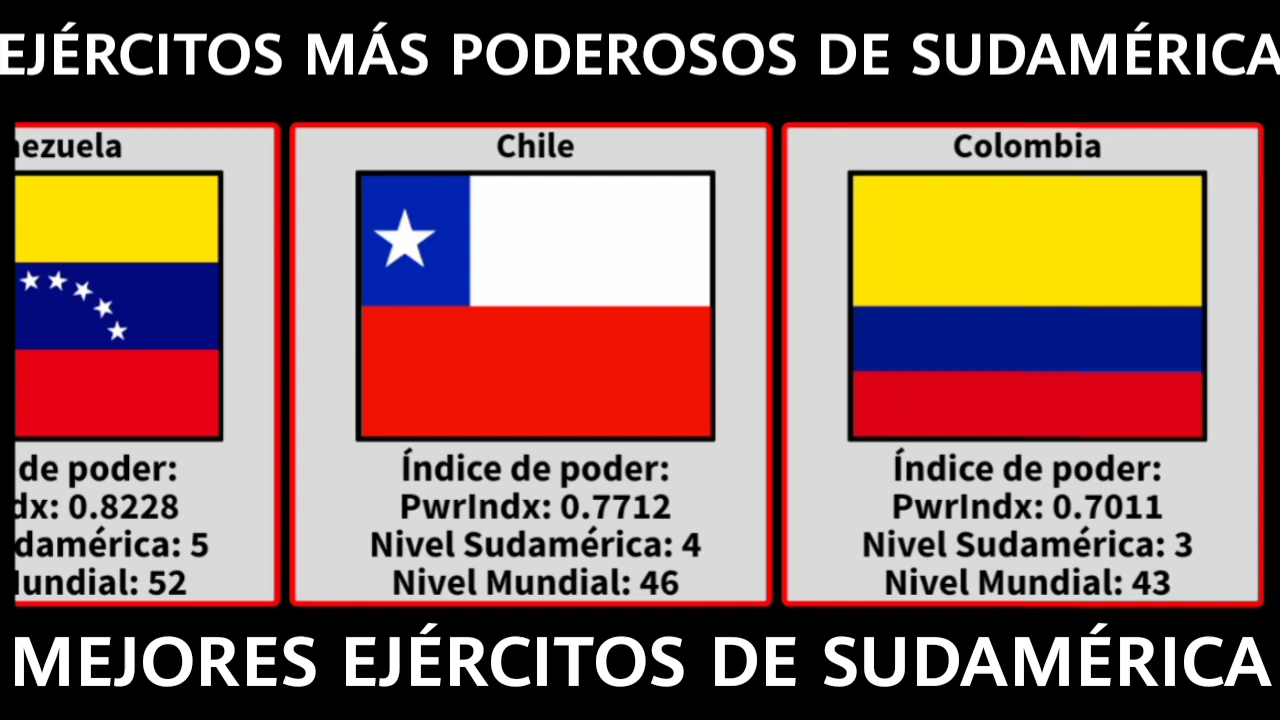 EJÉRCITOS MÁS PODEROSOS DE SUDAMÉRICA
nezuela
de poder:
dx: 0.8228
damérica: 5
undial: 52
Chile
Índice de poder:
PwrIndx: 0.7712
Nivel Sudamérica: 4
Nivel Mundial: 46
Colombia
Índice de poder:
PwrIndx: 0.7011
Nivel Sudamérica: 3
Nivel Mundial: 43
MEJORES EJÉRCITOS DE SUDAMÉRICA